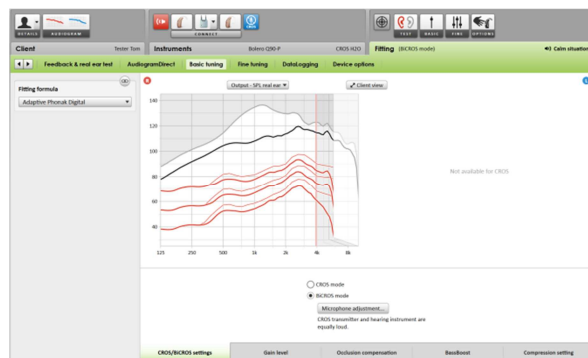 DETAILS
AUDIOGRAM
CONNECT
CROS
TEST
BASIC
FINE
OPTIONS
Client
Tester Tom
Instruments
Bolero Q90-P
CROS H2O
Fitting (BiCROS mode)
Calm situation
Feedback & real ear test
AudiogramDirect
Basic tuning
Fine tuning
DataLogging
Device options
Fitting formula
Adaptive Phonak Digital
Output - SPL real ear
Client view
140
120
100
80
60
40
125 250 500 1k 2k 4k 8k
Not available for CROS
CROS mode
BiCROS mode
Microphone adjustment...
CROS transmitter and hearing instrument are
equally loud.
CROS/BiCROS settings
Gain level
Occlusion compensation
BassBoost
Compression setting